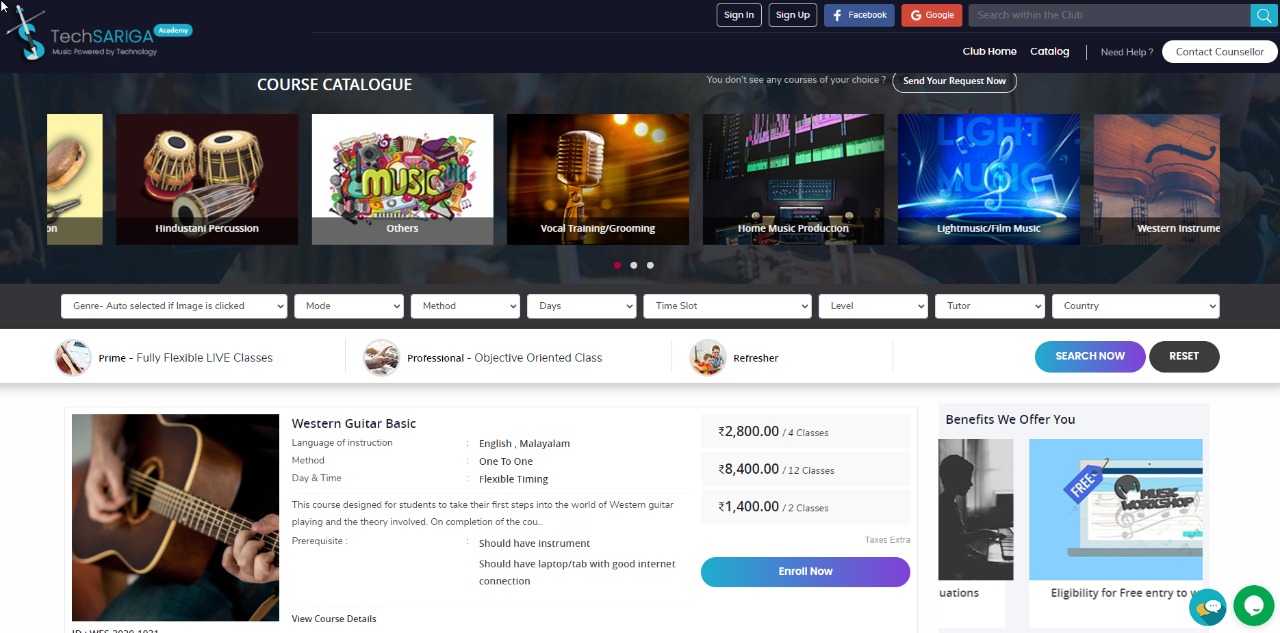 Sign In
Sign Up
Facebook
Google
Search within the Club
TechSARIGA Academy
Music Powered by Technology
Club Home
Catalog
Need Help ?
Contact Counsellor
COURSE CATALOGUE
You don't see any courses of your choice ?
Send Your Request Now
on
Hindustani Percussion
MUSIC
Others
Vocal Training/Grooming
Home Music Production
LIGHT
MUSIC
Lightmusic/Film Music
Western Instrume
Genre- Auto selected if Image is clicked
Mode
Method
Days
Time Slot
Level
Tutor
Country
Prime - Fully Flexible LIVE Classes
Professional - Objective Oriented Class
Refresher
SEARCH NOW
RESET
Western Guitar Basic
Language of instruction : English , Malayalam
Method : One To One
Day & Time : Flexible Timing
This course designed for students to take their first steps into the world of Western guitar
playing and the theory involved. On completion of the cou..
Prerequisite : : Should have instrument
Should have laptop/tab with good internet
connection
View Course Details
ID : WES-2020-1031
₹2,800.00 / 4 Classes
₹8,400.00 / 12 Classes
₹1,400.00 / 2 Classes
Taxes Extra
Enroll Now
Benefits We Offer You
FREE
MUSIC
WORKSHOP
uations
Eligibility for Free entry to w